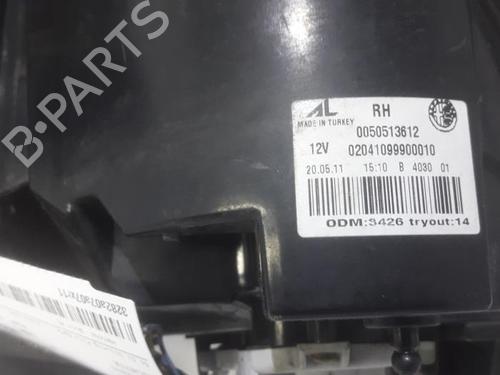 AL RH
MADE IN TURKEY 0050513612
12V 02041099900010
20.05.11 15:10 B 4030 01
ODM:3426 tryout:14
3282a07a07xr11
B-PARTS